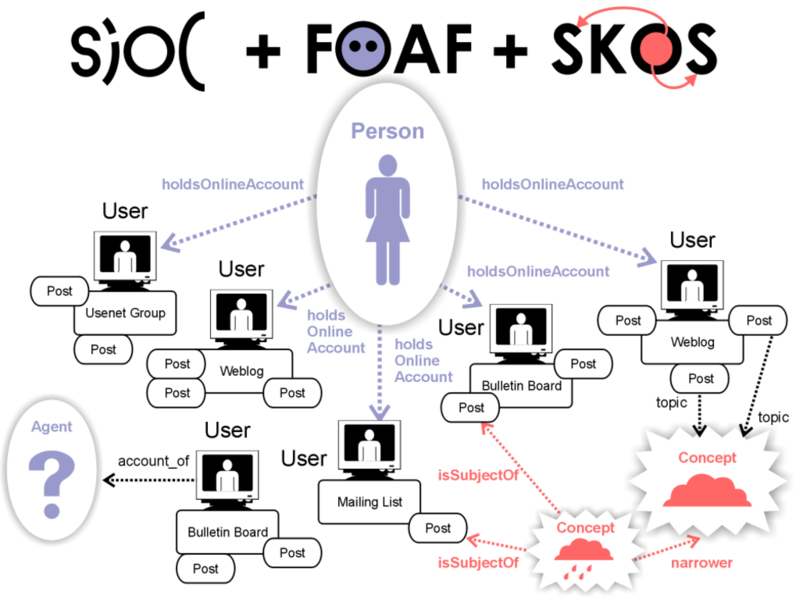 SiOC + FOAF + SKOS
Person
holdsOnlineAccount
holdsOnlineAccount
User
User
Post
Usenet Group
Post
User
holds
Online
Account
Post
Weblog
Post
Post
holds
Online
Account
holdsOnlineAccount
User
Post
Bulletin Board
Post
Post
Post
Weblog
Post
topic
topic
Agent
?
account_of
User
Bulletin Board
Post
Post
User
Mailing List
Post
isSubjectOf
isSubjectOf
Concept
narrower
Concept